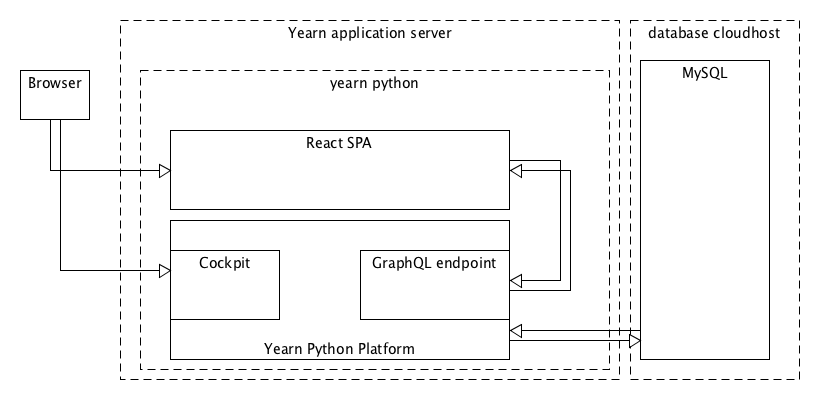 Yearn application server
database cloudhost
Browser
yearn python
MySQL
React SPA
Cockpit
GraphQL endpoint
Yearn Python Platform